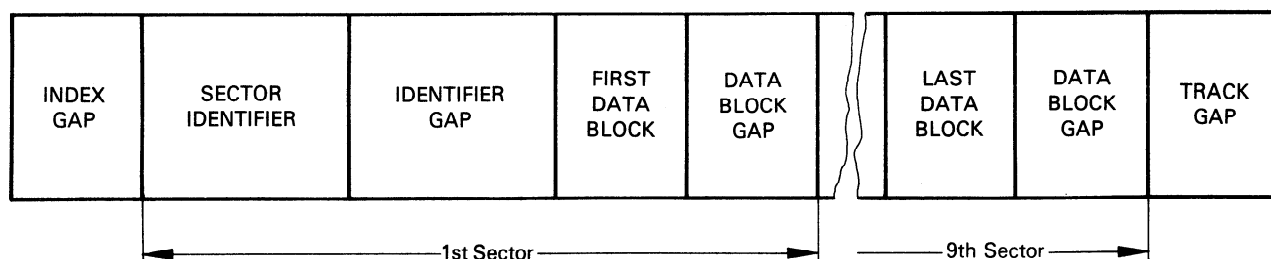 INDEX
GAP
SECTOR
IDENTIFIER
IDENTIFIER
GAP
FIRST
DATA
BLOCK
DATA
BLOCK
GAP
LAST
DATA
BLOCK
DATA
BLOCK
GAP
TRACK
GAP
1st Sector
9th Sector